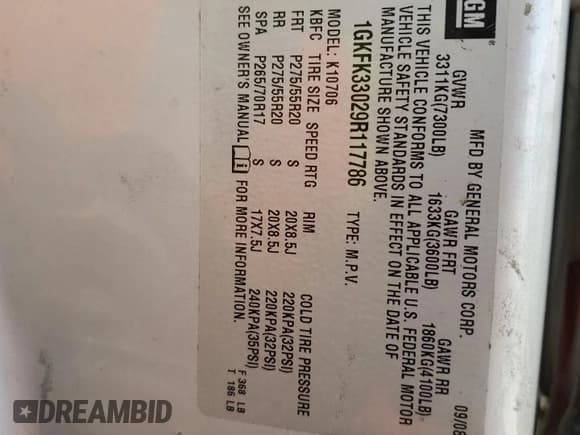 GM
MFD BY GENERAL MOTORS CORP. 09/08
GVWR GAWR FRT GAWR RR
3311KG(7300LB) 1633KG(3600LB) 1860KG(4100LB)
THIS VEHICLE CONFORMS TO ALL APPLICABLE U.S. FEDERAL MOTOR
VEHICLE SAFETY STANDARDS IN EFFECT ON THE DATE OF
MANUFACTURE SHOWN ABOVE.
1GKFK33029R117786 TYPE: M.P.V.
MODEL: K10706
KBFC TIRE SIZE SPEED RTG RIM COLD TIRE PRESSURE
FRT P275/55R20 S 20X8.5J 220KPA(32PSI)
RR P275/55R20 S 20X8.5J 220KPA(32PSI)
SPA P265/70R17 S 17X7.5J 240KPA(35PSI)
SEE OWNER'S MANUAL i FOR MORE INFORMATION.
F 368 LB
T 186 LB
DREAMBID